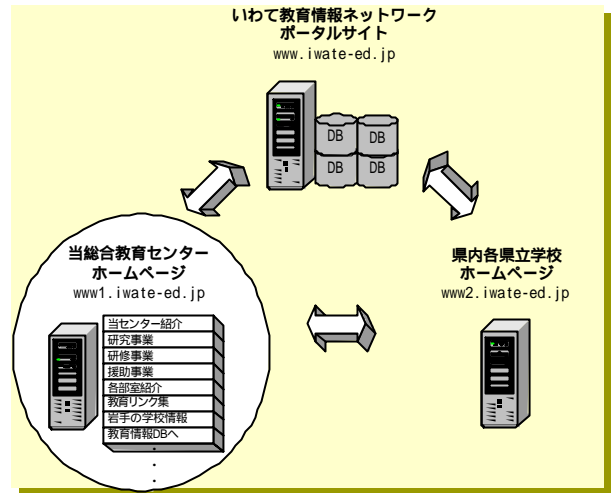 いわて教育情報ネットワーク
ポータルサイト
www.iwate-ed.jp
DB
DB
DB
DB
当総合教育センター
ホームページ
www1.iwate-ed.jp
当センター紹介
研究事業
研修事業
援助事業
各部室紹介
教育リンク集
岩手の学校情報
教育情報DBへ
.
.
.
県内各県立学校
ホームページ
www2.iwate-ed.jp